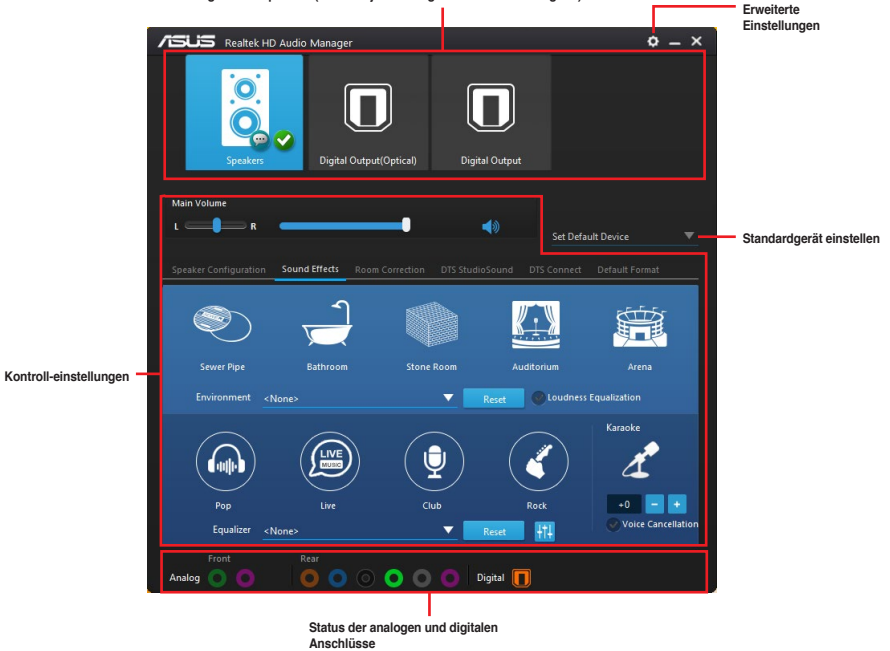 Erweiterte
Einstellungen
ASUS Realtek HD Audio Manager
Speakers
Digital Output(Optical)
Digital Output
Main Volume
L R
Set Default Device
Standardgerät einstellen
Speaker Configuration Sound Effects Room Correction DTS StudioSound DTS Connect Default Format
Sewer Pipe Bathroom Stone Room Auditorium Arena
Kontroll-einstellungen
Environment <None> Reset Loudness Equalization
Karaoke
LIVE
MUSIC
Pop Live Club Rock
+0 - +
Voice Cancellation
Equalizer <None> Reset
Front Rear
Analog Digital
Status der analogen und digitalen
Anschlüsse